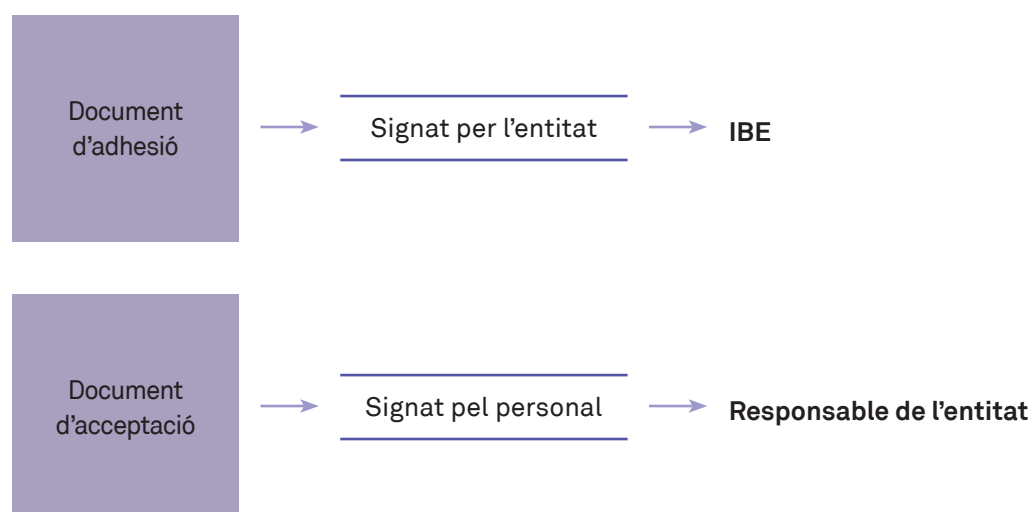 Document
d'adhesió
Signat per l'entitat
IBE
Document
d'acceptació
Signat pel personal
Responsable de l'entitat